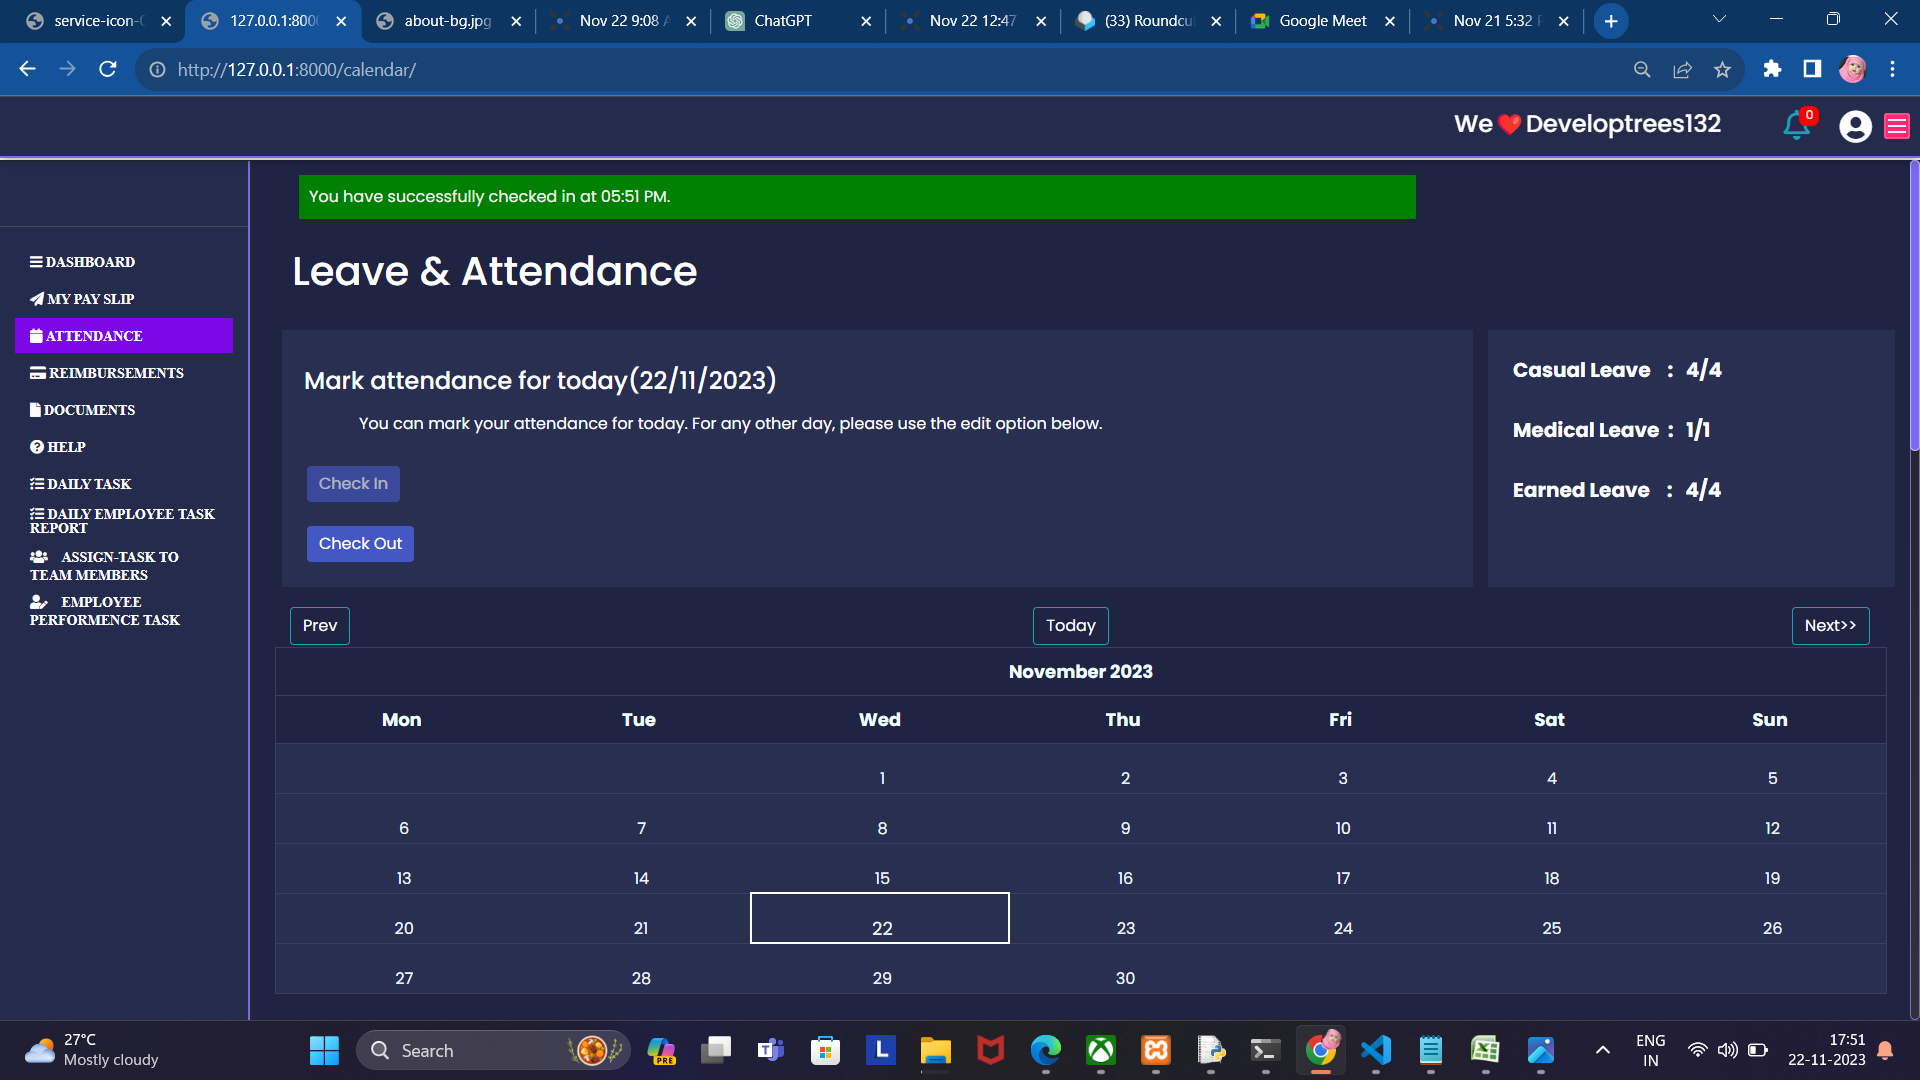 service-icon-
127.0.0.1:800
about-bg.jpg
Nov 22 9:08
ChatGPT
Nov 22 12:47
(33) Roundcu
Google Meet
Nov 21 5:32
http://127.0.0.1:8000/calendar/
We Developtrees132
0
You have successfully checked in at 05:51 PM.
Leave & Attendance
DASHBOARD
MY PAY SLIP
ATTENDANCE
REIMBURSEMENTS
DOCUMENTS
HELP
DAILY TASK
DAILY EMPLOYEE TASK
REPORT
ASSIGN-TASK TO
TEAM MEMBERS
EMPLOYEE
PERFORMENCE TASK
Mark attendance for today(22/11/2023)
You can mark your attendance for today. For any other day, please use the edit option below.
Check In
Check Out
Casual Leave : 4/4
Medical Leave : 1/1
Earned Leave : 4/4
Prev
Today
Next>>
November 2023
Mon Tue Wed Thu Fri Sat Sun
1 2 3 4 5
6 7 8 9 10 11 12
13 14 15 16 17 18 19
20 21 22 23 24 25 26
27 28 29 30
27°C
Mostly cloudy
Search
PRE
L
ENG
IN
17:51
22-11-2023